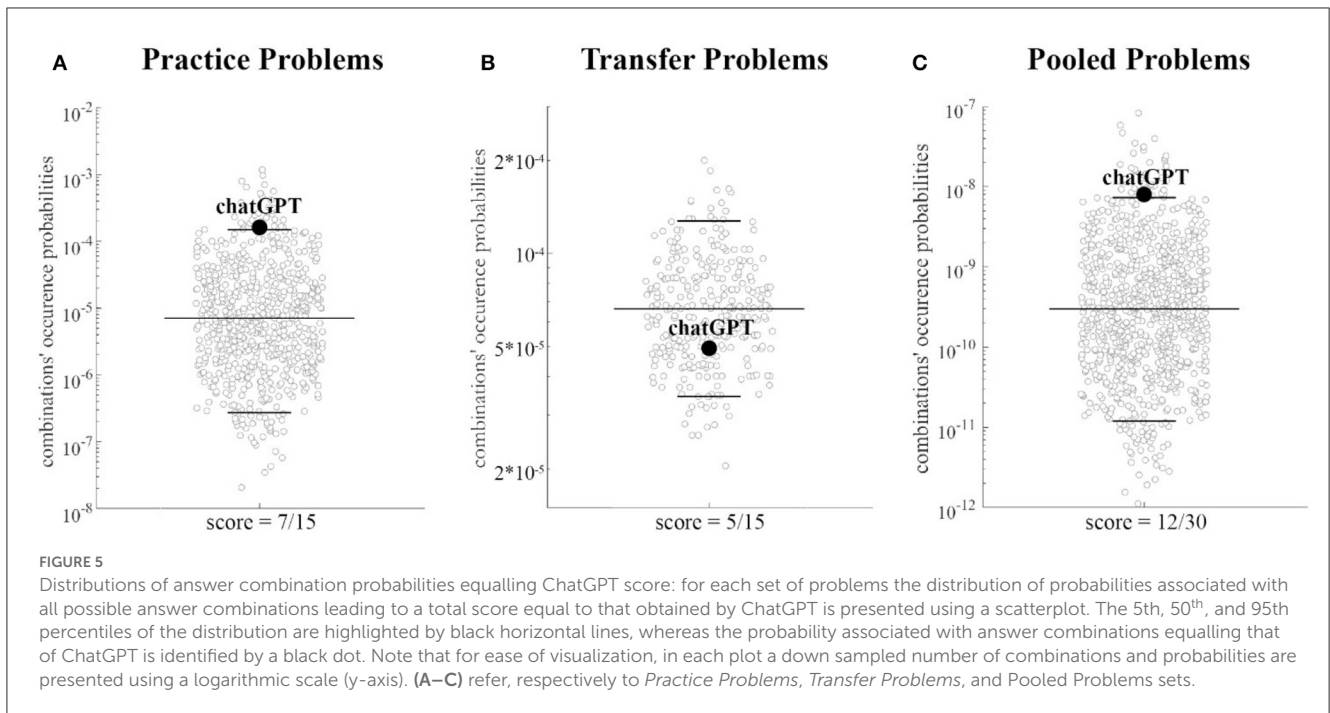 A Practice Problems
combinations' occurence probabilities
10-2
10-3
10-4
10-5
10-6
10-7
10-8
chatGPT
score = 7/15
B Transfer Problems
combinations' occurence probabilities
2*10-4
10-4
5*10-5
2*10-5
chatGPT
score = 5/15
C Pooled Problems
combinations' occurence probabilities
10-7
10-8
10-9
10-10
10-11
10-12
chatGPT
score = 12/30
FIGURE 5
Distributions of answer combination probabilities equalling ChatGPT score: for each set of problems the distribution of probabilities associated with
all possible answer combinations leading to a total score equal to that obtained by ChatGPT is presented using a scatterplot. The 5th, 50th, and 95th
percentiles of the distribution are highlighted by black horizontal lines, whereas the probability associated with answer combinations equalling that
of ChatGPT is identified by a black dot. Note that for ease of visualization, in each plot a down sampled number of combinations and probabilities are
presented using a logarithmic scale (y-axis). (A–C) refer, respectively to Practice Problems, Transfer Problems, and Pooled Problems sets.